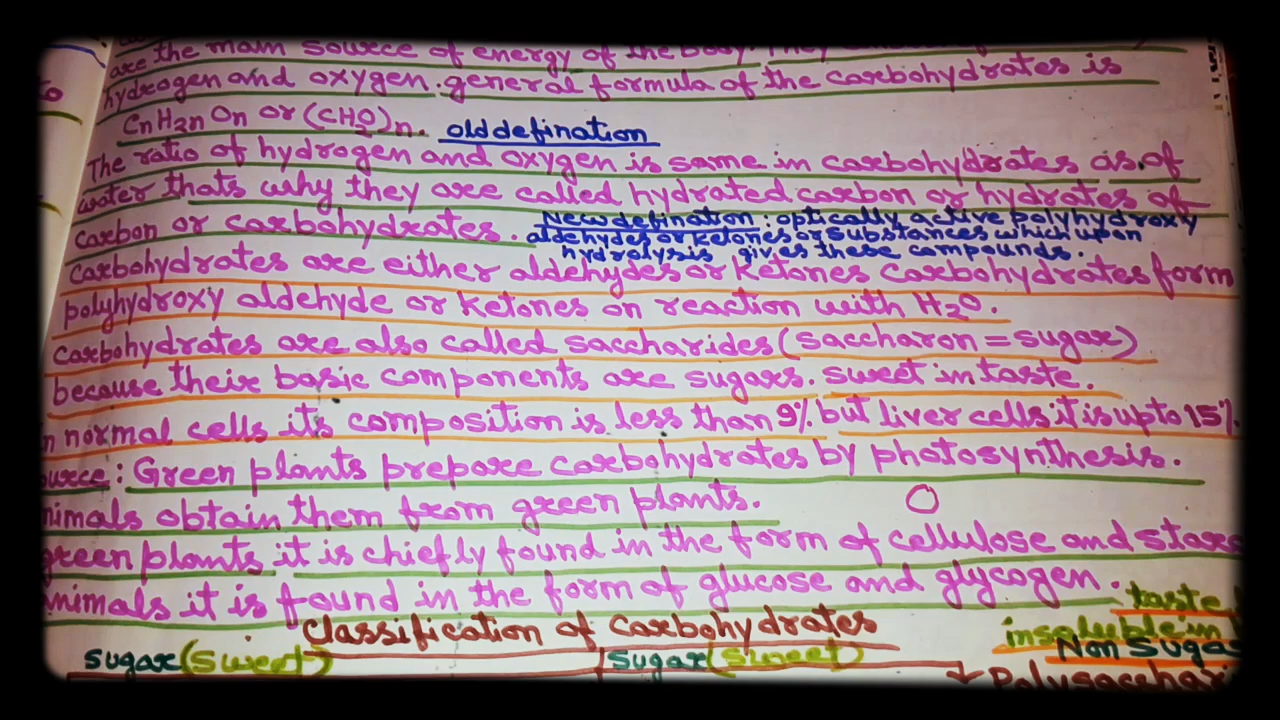 are the main source of energy of the body. They
hydrogen and oxygen. general formula of the carbohydrates is
CnH2nOn or (CH2O)n. old defination
The ratio of hydrogen and oxygen is same in carbohydrates as of
water thats why they are called hydrated carbon or hydrates of
carbon or carbohydrates. New defination: optically active polyhydroxy
aldehydes or ketones or substances which upon
hydrolysis gives these compounds.
carbohydrates are either aldehydes or ketones carbohydrates form
polyhydroxy aldehyde or ketones on reaction with H2O.
carbohydrates are also called saccharides (saccharon = sugar)
because their basic components are sugars. sweet in taste.
n normal cells its composition is less than 9% but liver cells it is upto 15%.
ource: Green plants prepare carbohydrates by photosynthesis.
nimals obtain them from green plants.
green plants it is chiefly found in the form of cellulose and starc
nimals it is found in the form of glucose and glycogen.
taste
Classification of Carbohydrates
insoluble in
sugar (sweet) sugar (sweet) Non Sugar
Polysacchari